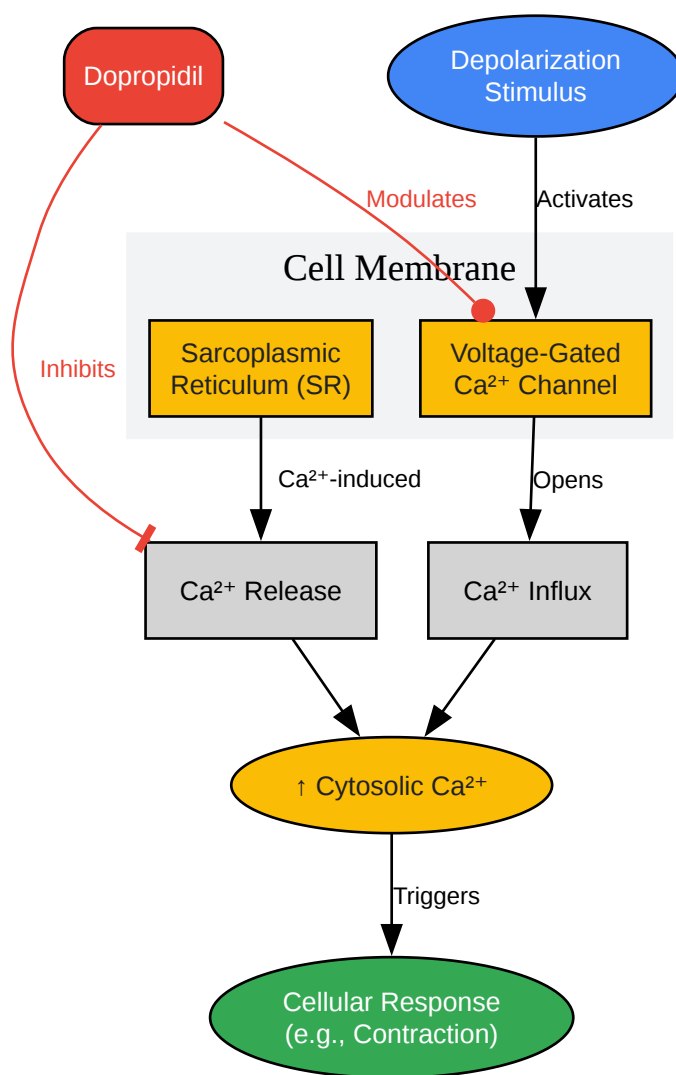 Dopropidil
Depolarization
Stimulus
Modulates
Activates
Cell Membrane
Inhibits
Sarcoplasmic
Reticulum (SR)
Voltage-Gated
Ca²⁺ Channel
Ca²⁺-induced
Opens
Ca²⁺ Release
Ca²⁺ Influx
↑ Cytosolic Ca²⁺
Triggers
Cellular Response
(e.g., Contraction)